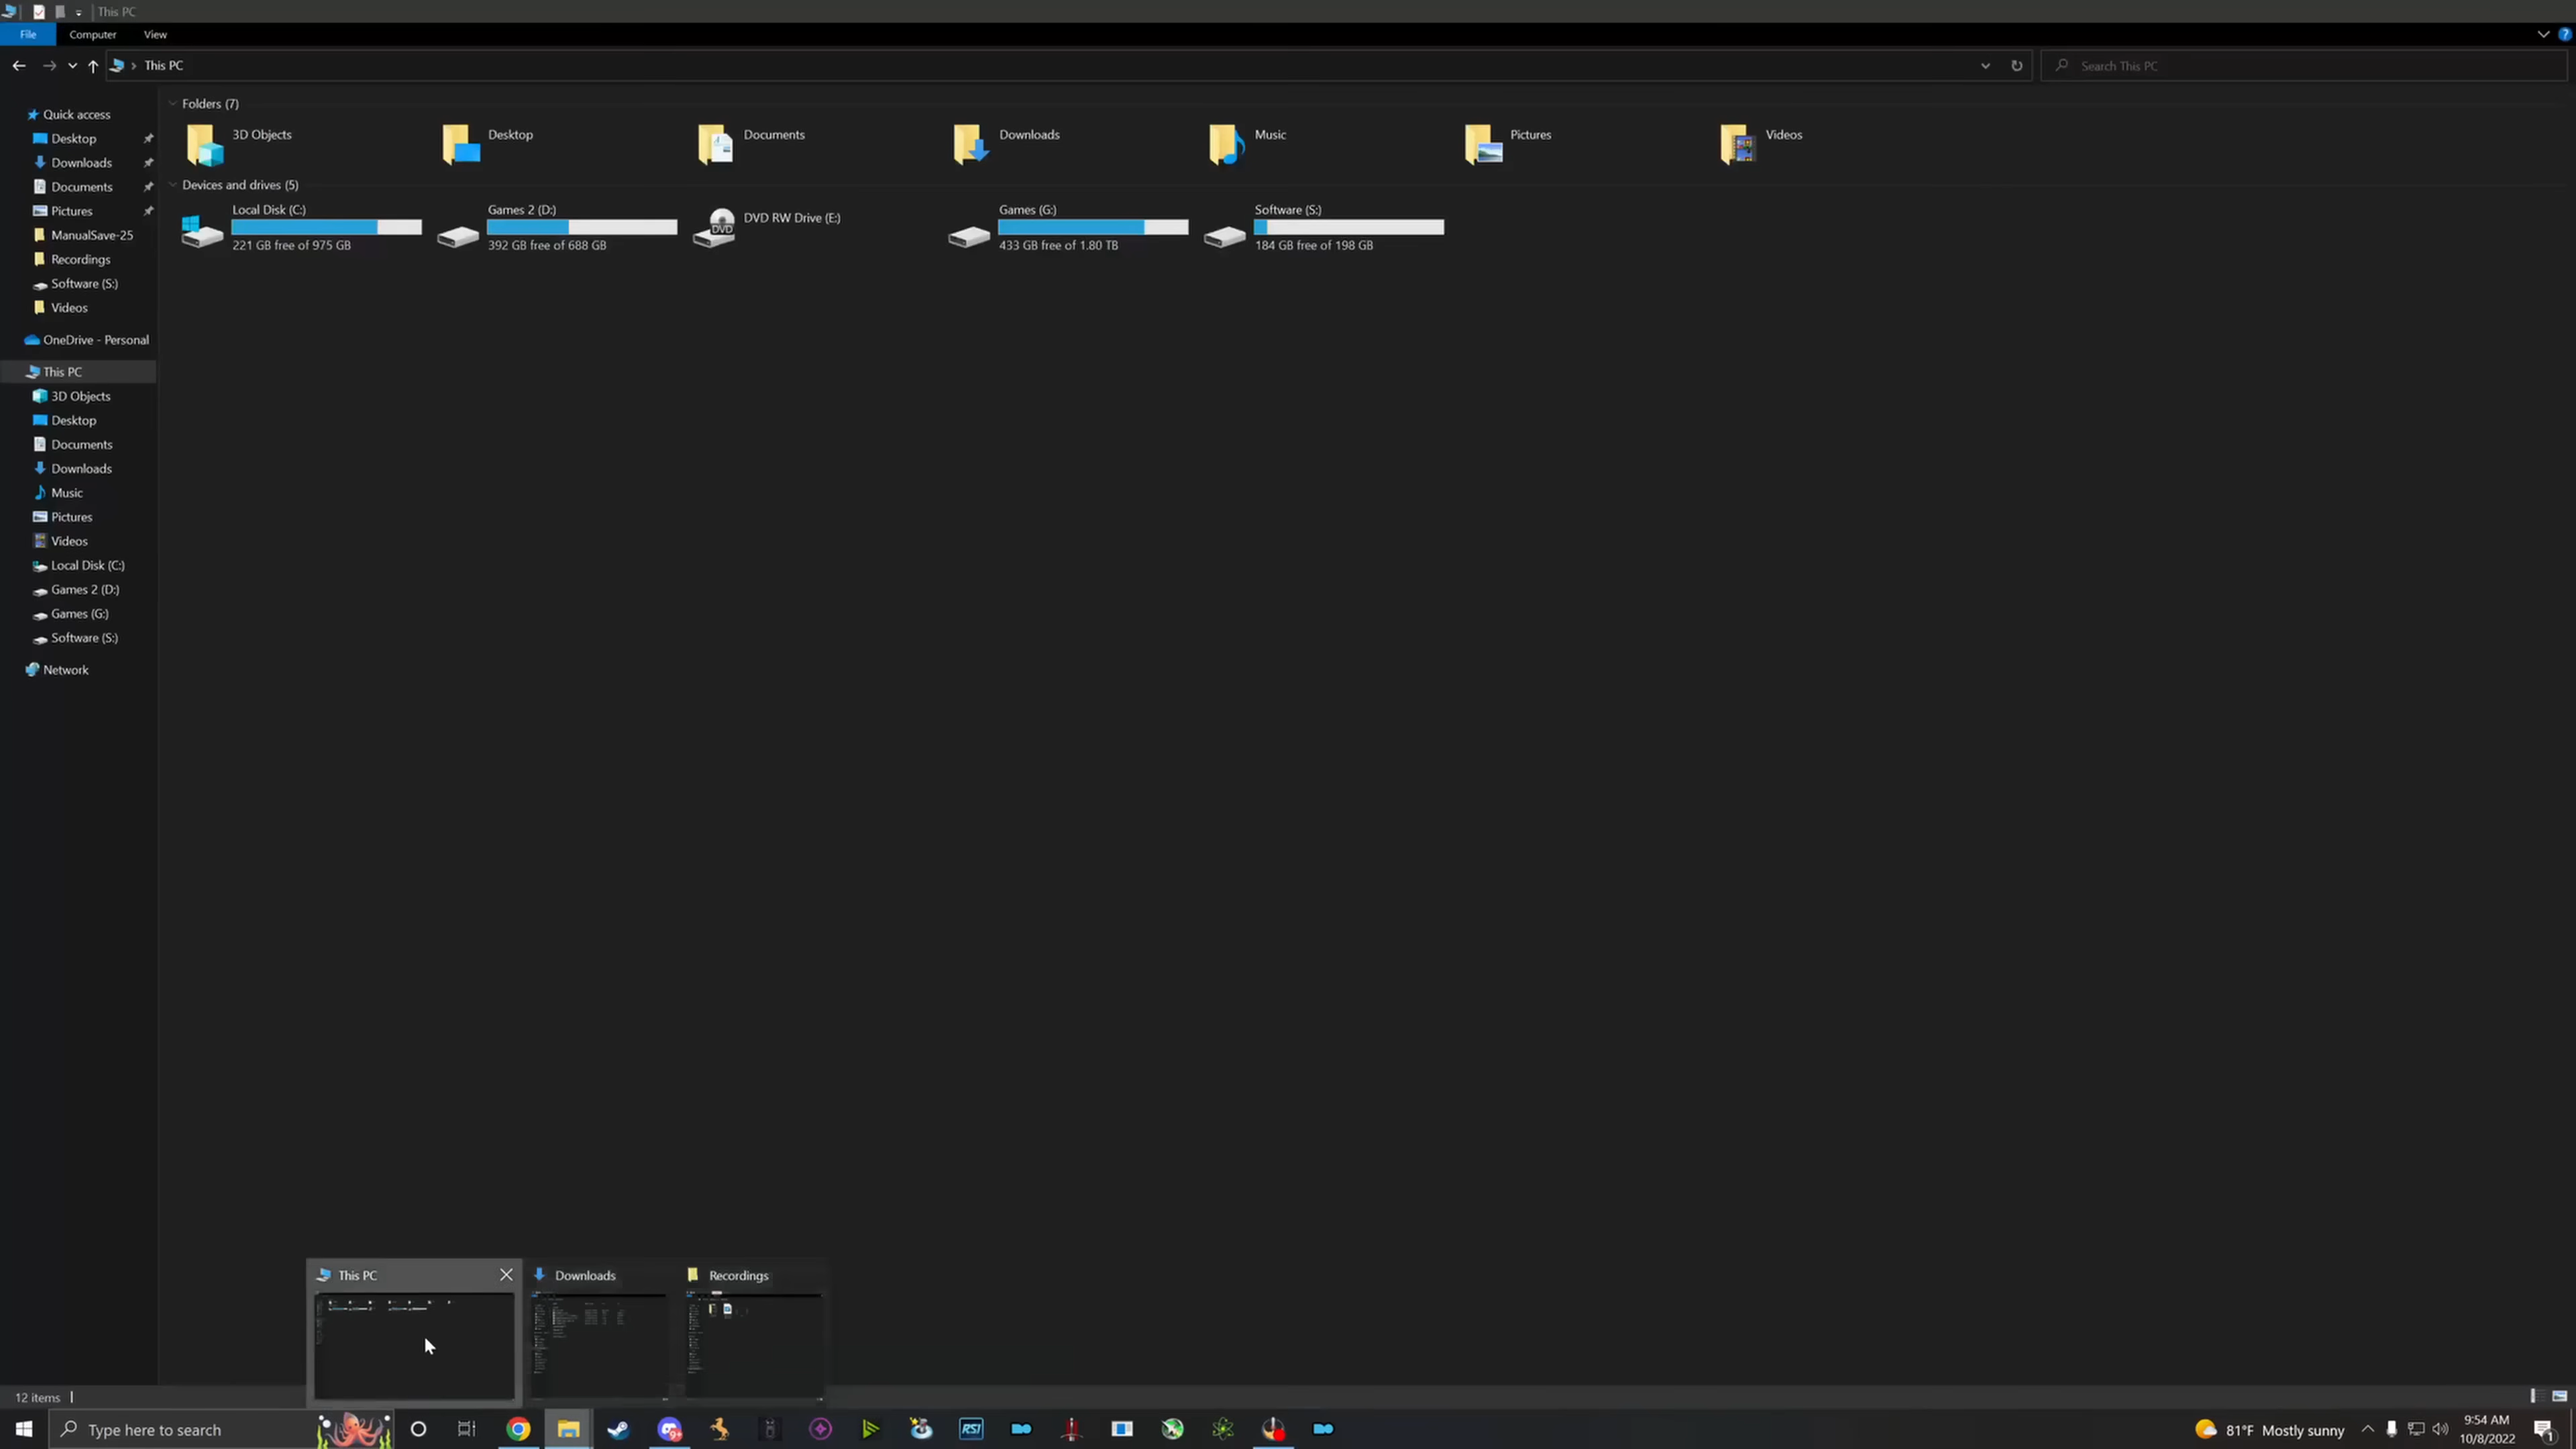 This PC
File Computer View
This PC
Search This PC
Quick access
Desktop
Downloads
Documents
Pictures
ManualSave-25
Recordings
Software (S:)
Videos
OneDrive - Personal
This PC
3D Objects
Desktop
Documents
Downloads
Music
Pictures
Videos
Local Disk (C:)
Games 2 (D:)
Games (G:)
Software (S:)
Network
Folders (7)
3D Objects
Desktop
Documents
Downloads
Music
Pictures
Videos
Devices and drives (5)
Local Disk (C:)
221 GB free of 975 GB
Games 2 (D:)
392 GB free of 688 GB
DVD
DVD RW Drive (E:)
Games (G:)
433 GB free of 1.80 TB
Software (S:)
184 GB free of 198 GB
This PC
Downloads
Recordings
12 items
Type here to search
9+
RSI
81°F Mostly sunny
9:54 AM
10/8/2022
1